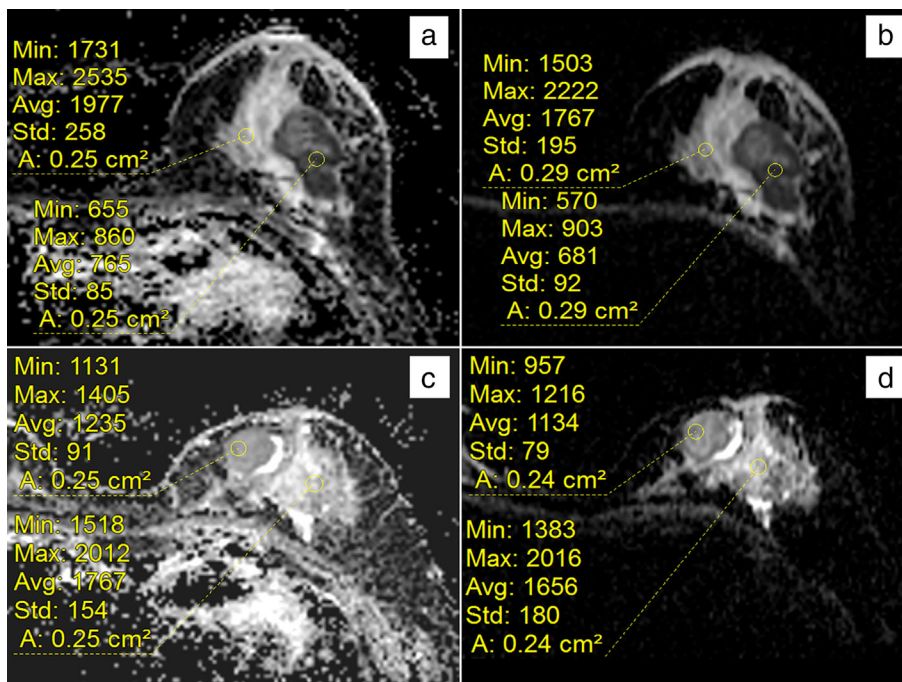 a
Min: 1731
Max: 2535
Avg: 1977
Std: 258
A: 0.25 cm²
Min: 655
Max: 860
Avg: 765
Std: 85
A: 0.25 cm²
b
Min: 1503
Max: 2222
Avg: 1767
Std: 195
A: 0.29 cm²
Min: 570
Max: 903
Avg: 681
Std: 92
A: 0.29 cm²
c
Min: 1131
Max: 1405
Avg: 1235
Std: 91
A: 0.25 cm²
Min: 1518
Max: 2012
Avg: 1767
Std: 154
A: 0.25 cm²
d
Min: 957
Max: 1216
Avg: 1134
Std: 79
A: 0.24 cm²
Min: 1383
Max: 2016
Avg: 1656
Std: 180
A: 0.24 cm²